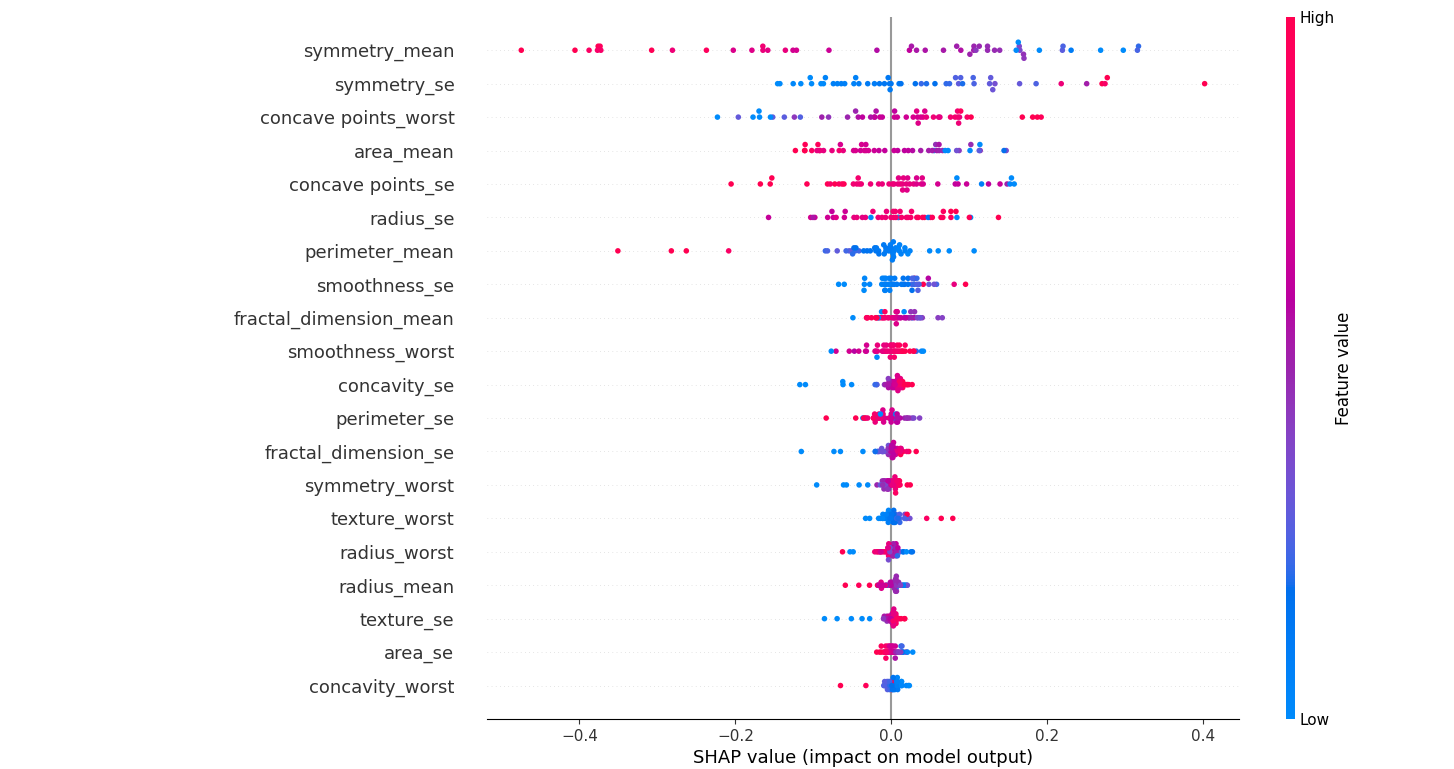 symmetry_mean
symmetry_se
concave points_worst
area_mean
concave points_se
radius_se
perimeter_mean
smoothness_se
fractal_dimension_mean
smoothness_worst
concavity_se
perimeter_se
fractal_dimension_se
symmetry_worst
texture_worst
radius_worst
radius_mean
texture_se
area_se
concavity_worst
−0.4 −0.2 0.0 0.2 0.4
SHAP value (impact on model output)
High
Feature value
Low